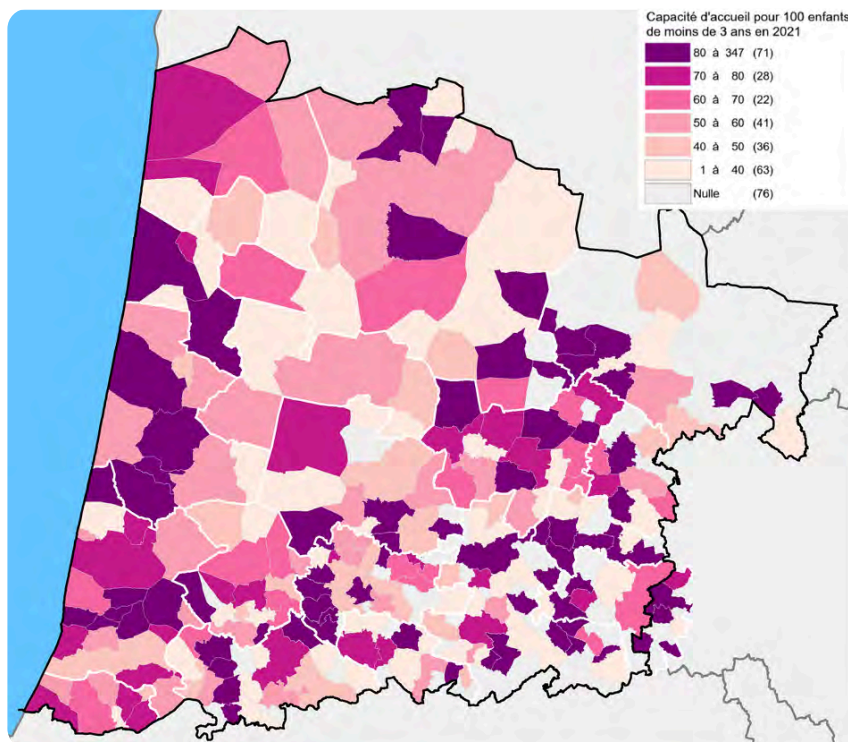 Capacité d'accueil pour 100 enfants
de moins de 3 ans en 2021
80 à 347 (71)
70 à 80 (28)
60 à 70 (22)
50 à 60 (41)
40 à 50 (36)
1 à 40 (63)
Nulle (76)